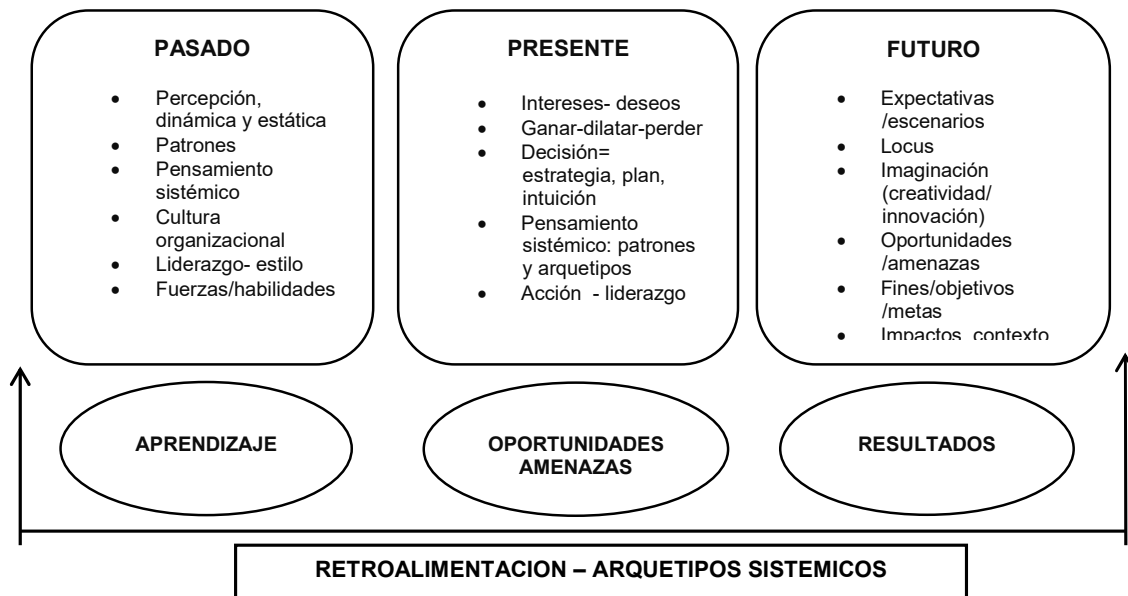 PASADO
• Percepción,
dinámica y estática
• Patrones
• Pensamiento
sistémico
• Cultura
organizacional
• Liderazgo- estilo
• Fuerzas/habilidades
PRESENTE
• Intereses- deseos
• Ganar-dilatar-perder
• Decisión=
estrategia, plan,
intuición
• Pensamiento
sistémico: patrones
y arquetipos
• Acción - liderazgo
FUTURO
• Expectativas
/escenarios
• Locus
• Imaginación
(creatividad/
innovación)
• Oportunidades
/amenazas
• Fines/objetivos
/metas
• Impactos contexto
APRENDIZAJE
OPORTUNIDADES
AMENAZAS
RESULTADOS
RETROALIMENTACION – ARQUETIPOS SISTEMICOS